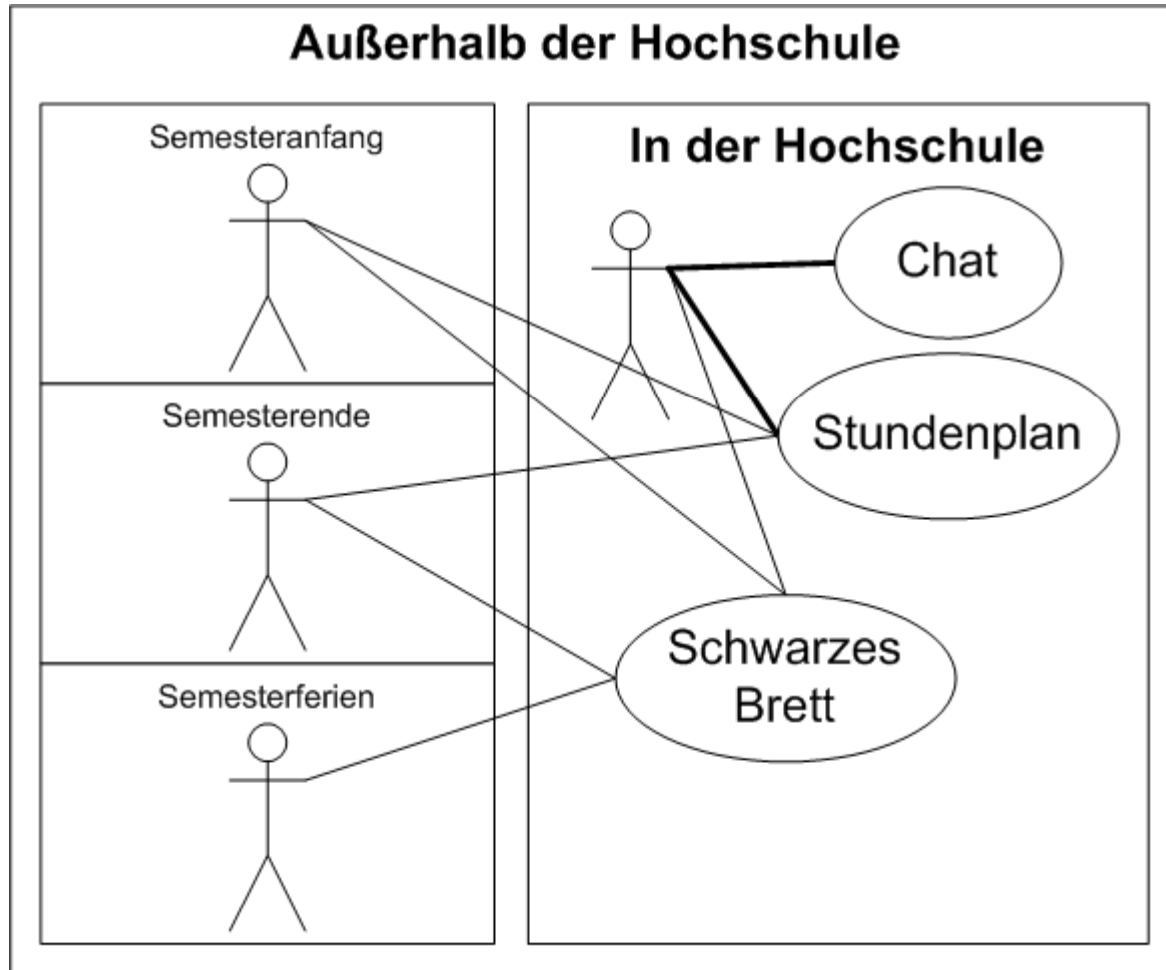 Außerhalb der Hochschule
Semesteranfang
Semesterende
Semesterferien
In der Hochschule
Chat
Stundenplan
Schwarzes
Brett